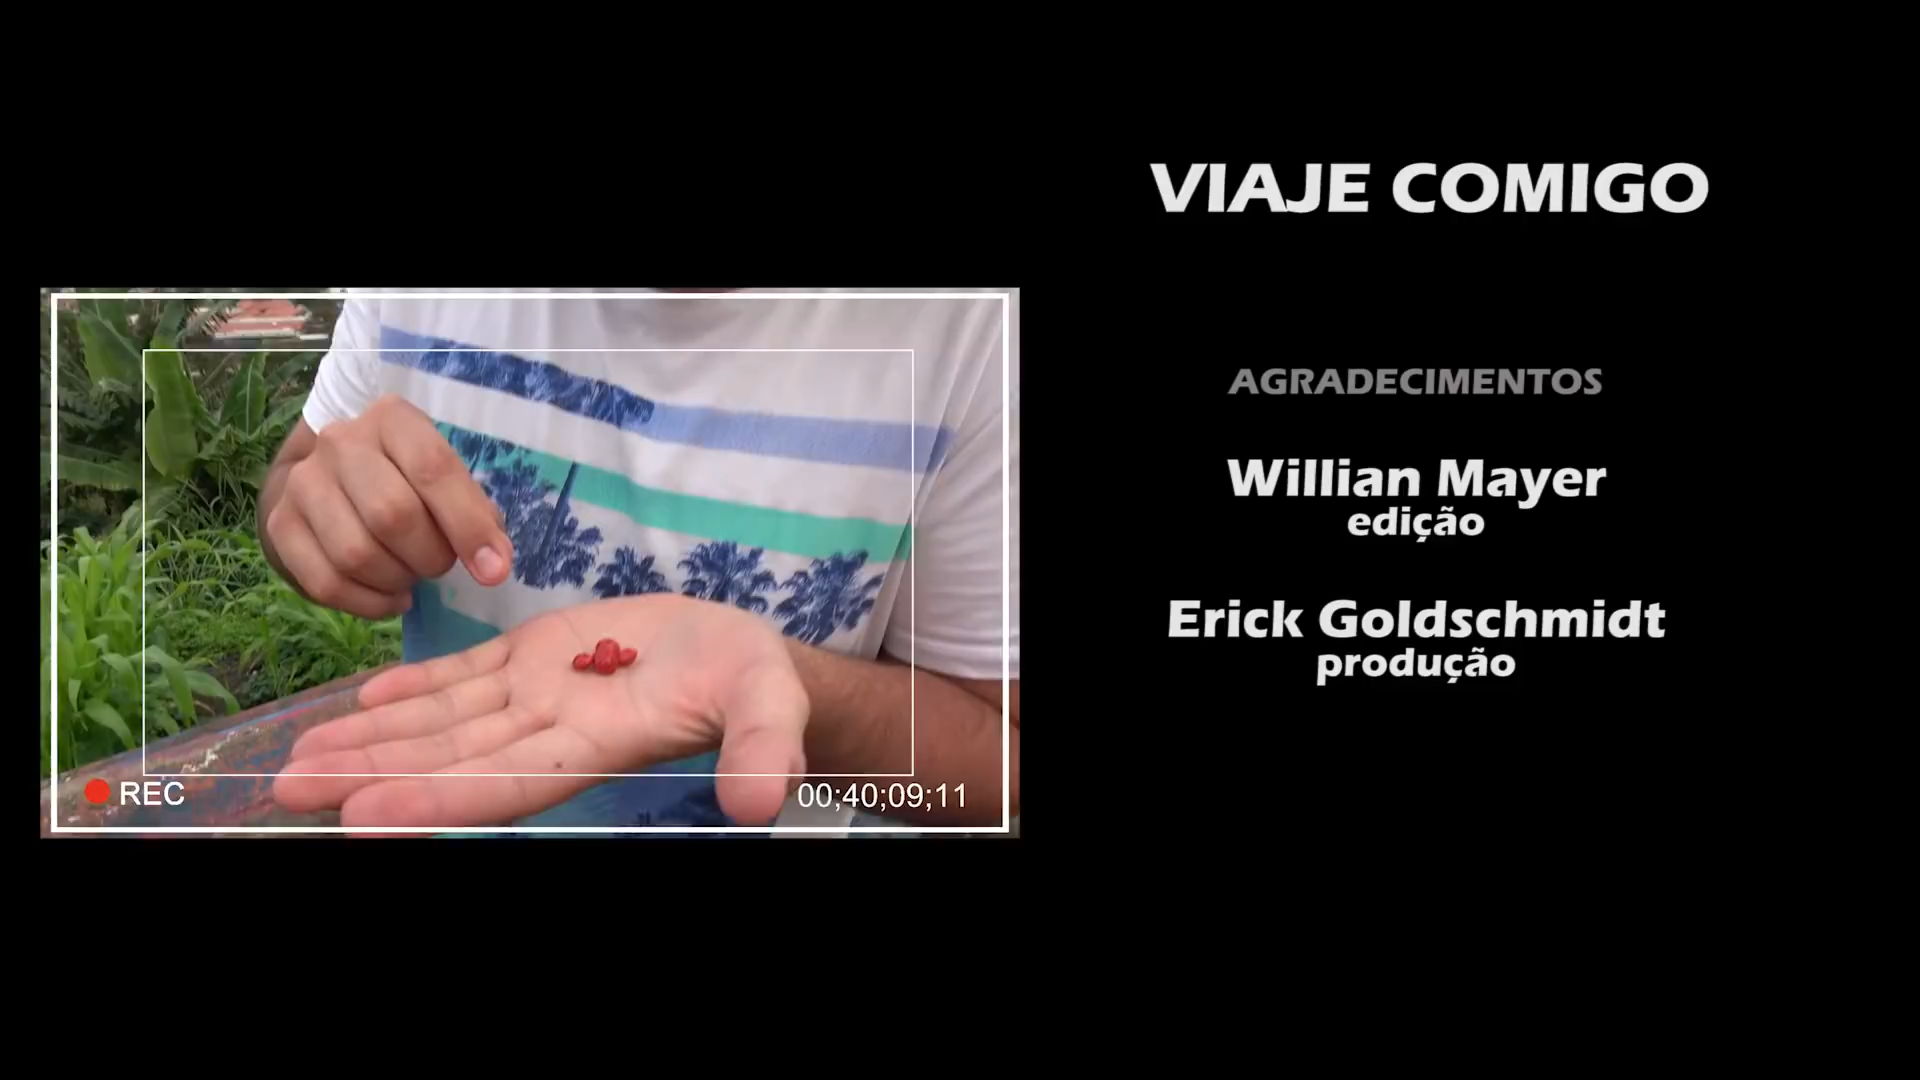 VIAJE COMIGO
AGRADECIMENTOS
Willian Mayer
edição
Erick Goldschmidt
produção
REC
00;40;09;11